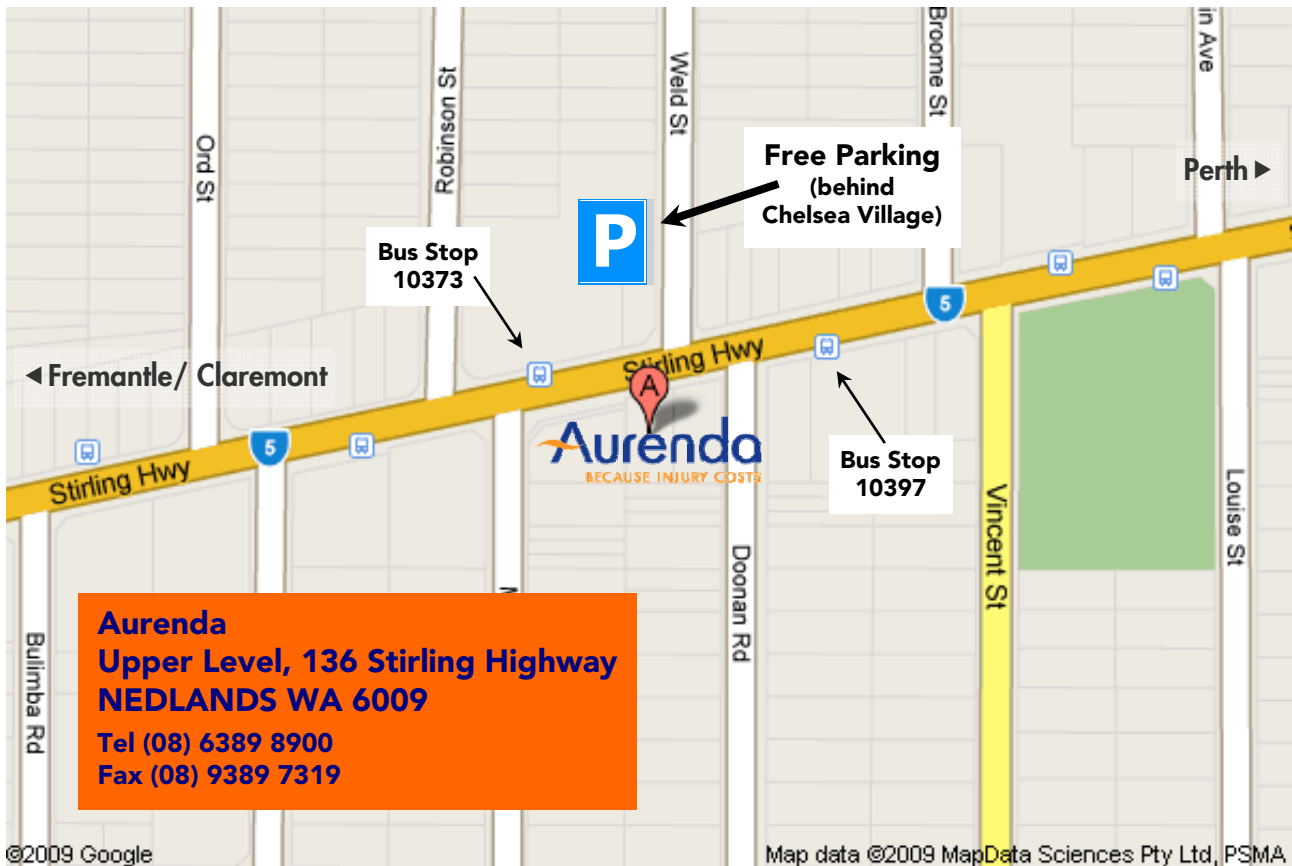 Ord St
Robinson St
Weld St
Broome St
in Ave
Free Parking
(behind
Chelsea Village)
Perth
Bus Stop
10373
P
5
Fremantle/ Claremont
Stirling Hwy
A
Aurenda
BECAUSE INJURY COSTS
5
Stirling Hwy
Bus Stop
10397
Vincent St
Louise St
Doonan Rd
Bulimba Rd
Aurenda
Upper Level, 136 Stirling Highway
NEDLANDS WA 6009
Tel (08) 6389 8900
Fax (08) 9389 7319
©2009 Google
Map data ©2009 MapData Sciences Pty Ltd, PSMA